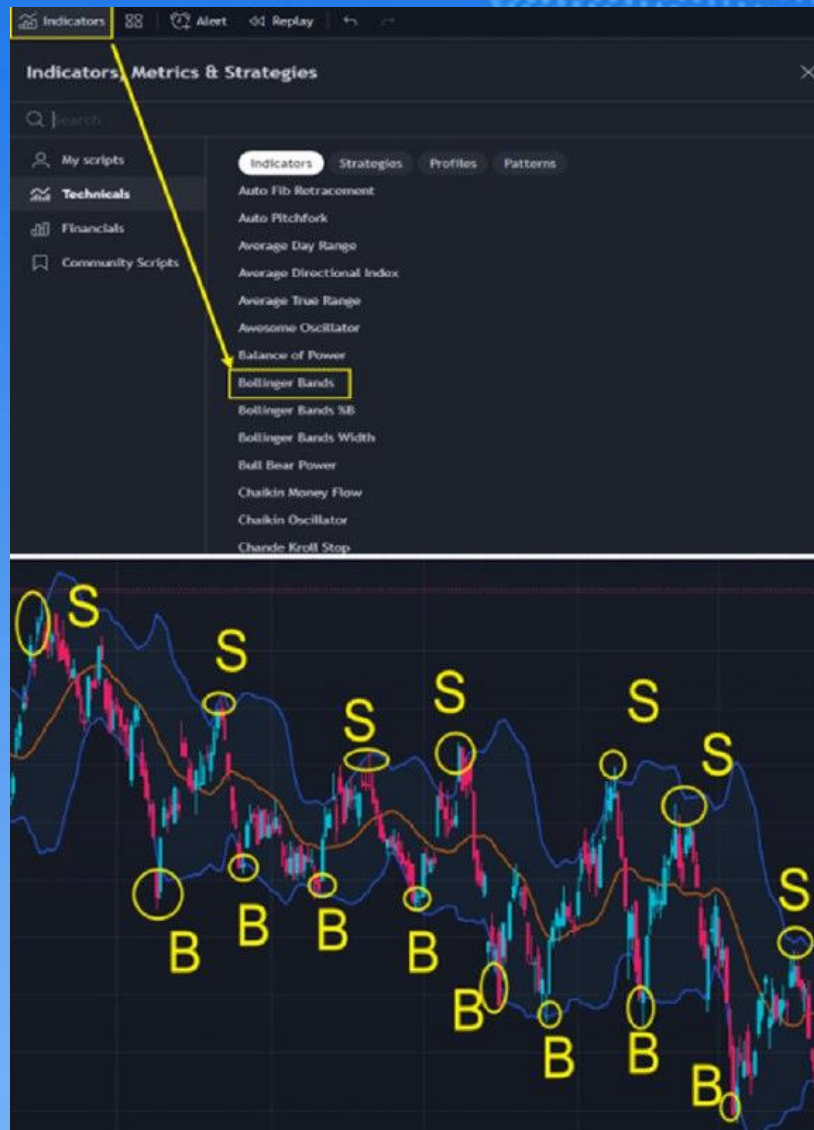 Indicators Alert Replay
Indicators, Metrics & Strategies
Search
My scripts
Technicals
Financials
Community Scripts
Indicators Strategies Profiles Patterns
Auto Fib Retracement
Auto Pitchfork
Average Day Range
Average Directional Index
Average True Range
Awesome Oscillator
Balance of Power
Bollinger Bands
Bollinger Bands %B
Bollinger Bands Width
Bull Bear Power
Chaikin Money Flow
Chaikin Oscillator
Chande Kroll Stop
S
S
S
S
S
S
S
B
B
B
B
B
B
B
B